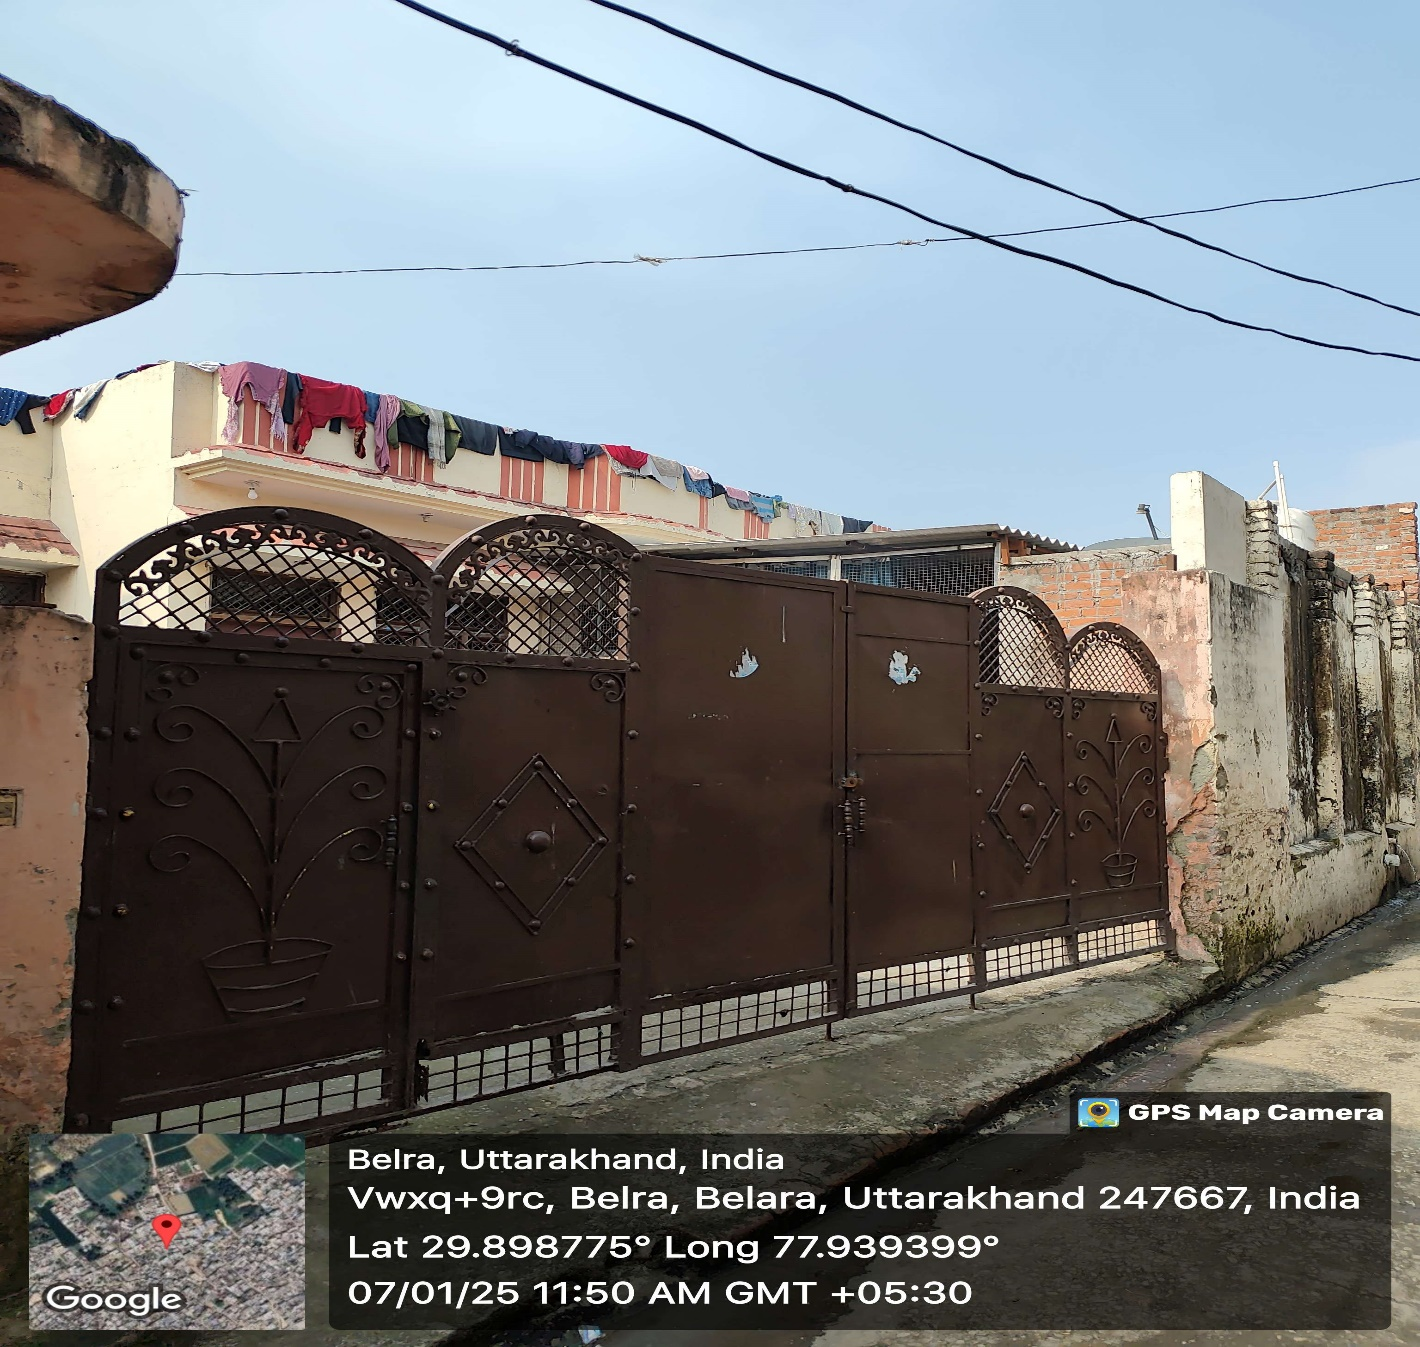 GPS Map Camera
Belra, Uttarakhand, India
Vwxq+9rc, Belra, Belara, Uttarakhand 247667, India
Lat 29.898775° Long 77.939399°
07/01/25 11:50 AM GMT +05:30
Google